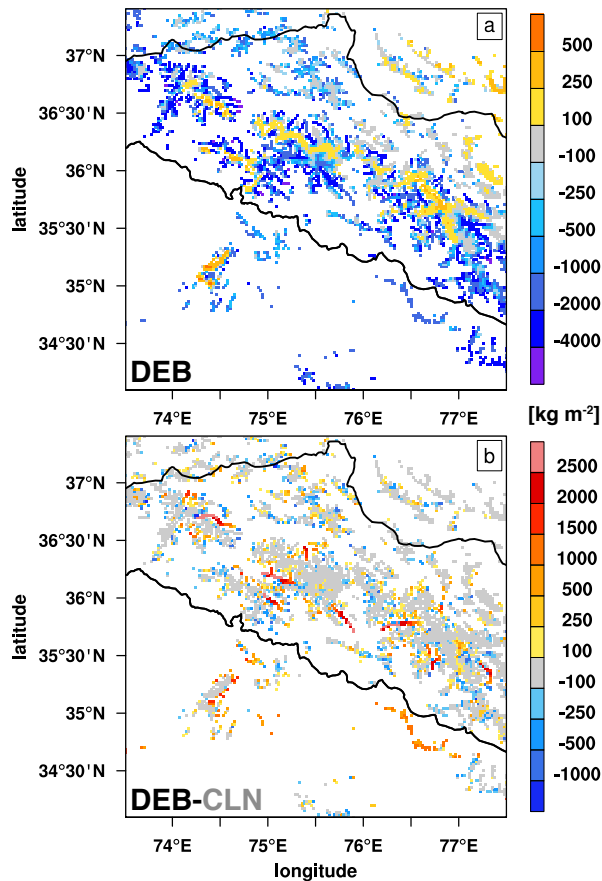 a
37°N
36°30'N
36°N
35°30'N
35°N
34°30'N
latitude
DEB
74°E
75°E
76°E
77°E
500
250
100
-100
-250
-500
-1000
-2000
-4000
[kg m-2]
b
37°N
36°30'N
36°N
35°30'N
35°N
34°30'N
latitude
DEB-CLN
74°E
75°E
76°E
77°E
longitude
2500
2000
1500
1000
500
250
100
-100
-250
-500
-1000